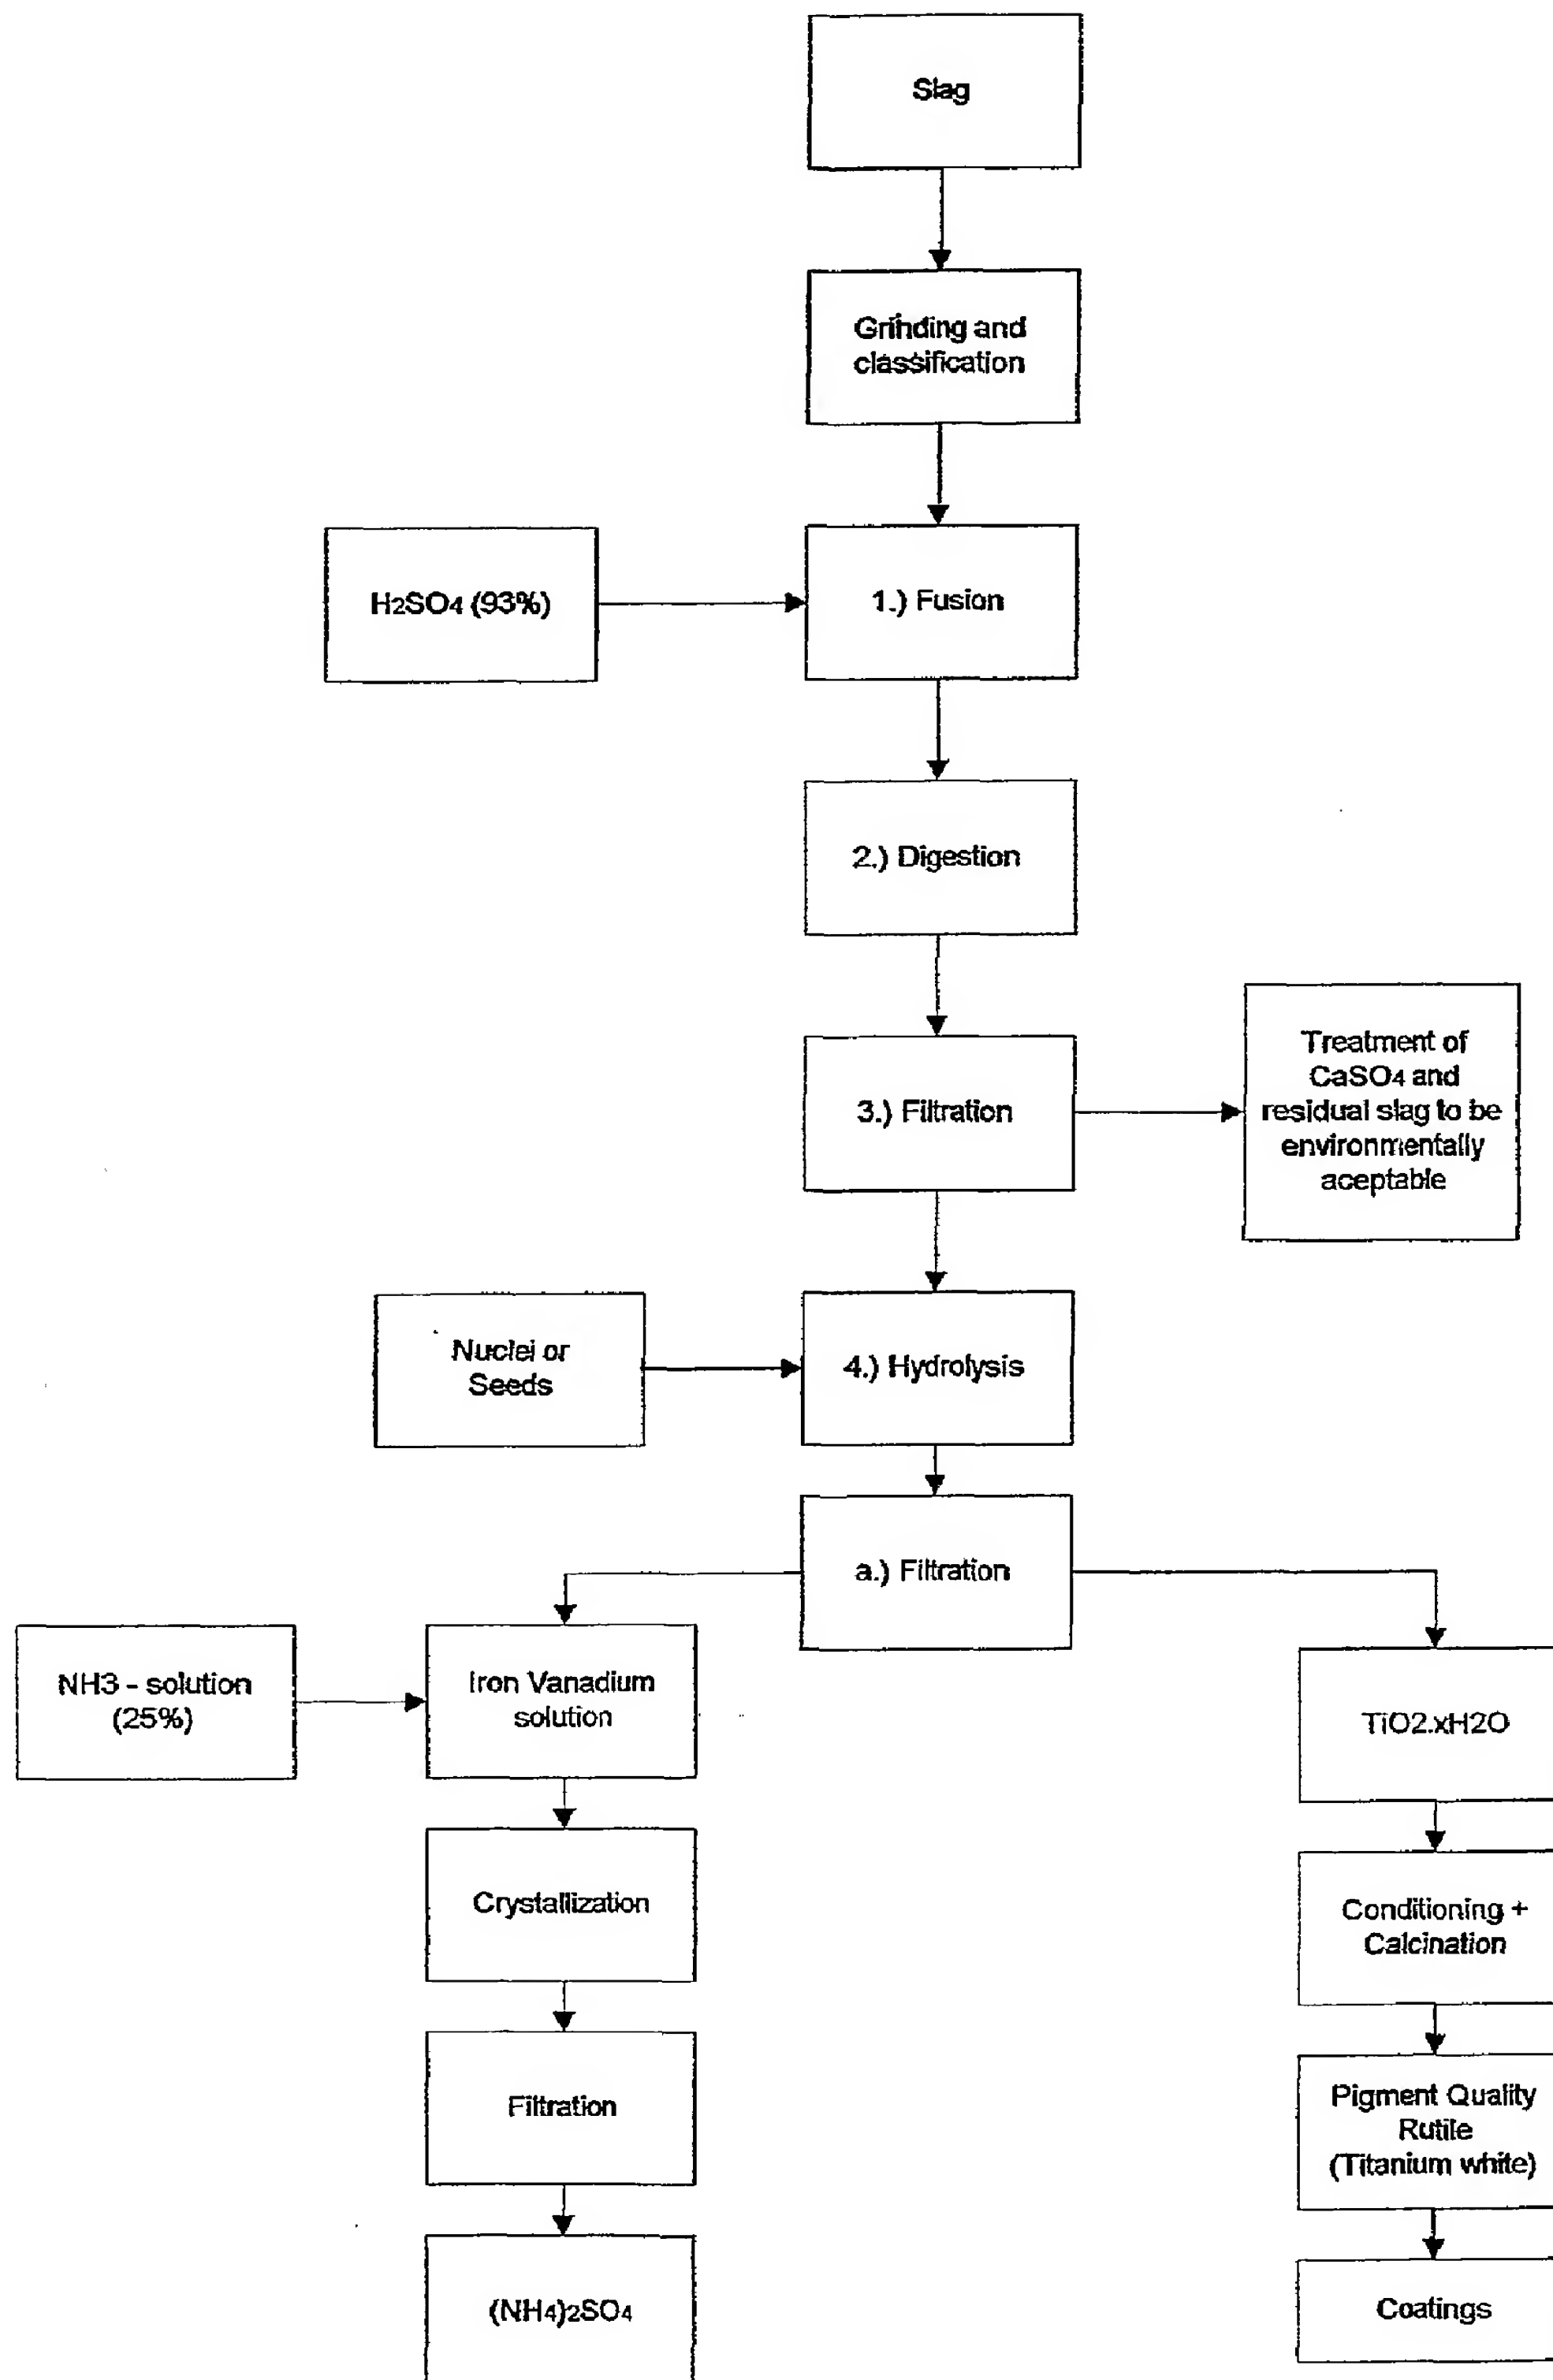 Slag
Grinding and
classification
H2SO4 (93%)
1.) Fusion
2.) Digestion
3.) Filtration
Treatment of
CaSO4 and
residual slag to be
environmentally
aceptable
Nuclei or
Seeds
4.) Hydrolysis
a.) Filtration
NH3 - solution
(25%)
Iron Vanadium
solution
TiO2.xH2O
Crystallization
Conditioning +
Calcination
Filtration
Pigment Quality
Rutile
(Titanium white)
(NH4)2SO4
Coatings